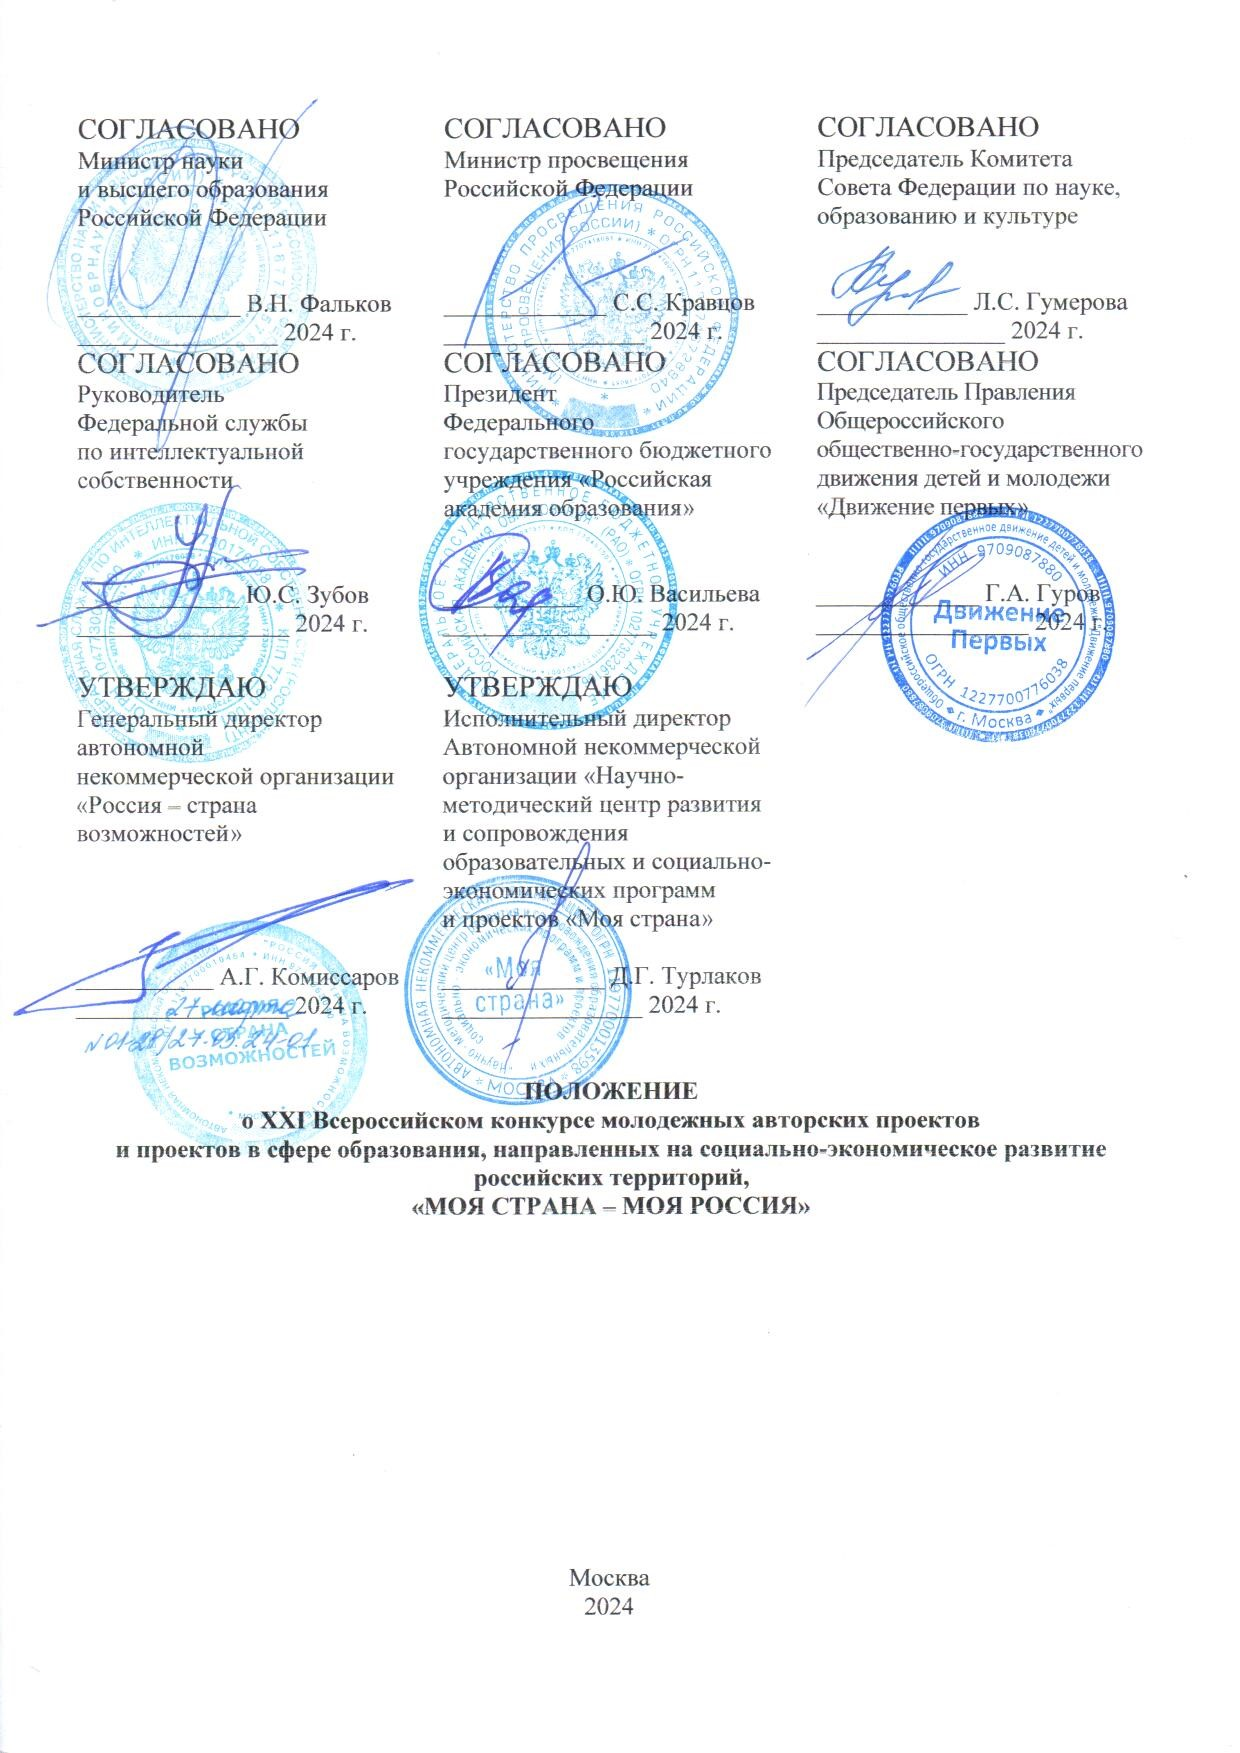 СОГЛАСОВАНО
Министр науки
и высшего образования
Российской Федерации
В.Н. Фальков
2024 г.
СОГЛАСОВАНО
Министр просвещения
Российской Федерации
С.С. Кравцов
2024 г.
СОГЛАСОВАНО
Председатель Комитета
Совета Федерации по науке,
образованию и культуре
Л.С. Гумерова
2024 г.
СОГЛАСОВАНО
Руководитель
Федеральной службы
по интеллектуальной
собственности
Ю.С. Зубов
2024 г.
СОГЛАСОВАНО
Президент
Федерального
государственного бюджетного
учреждения «Российская
академия образования»
О.Ю. Васильева
2024 г.
СОГЛАСОВАНО
Председатель Правления
Общероссийского
общественно-государственного
движения детей и молодежи
«Движение первых»
Г.А. Гуров
2024 г.
Движение
Первых
ИНН 9709087880
ОГРН 1227700776038
г. Москва
УТВЕРЖДАЮ
Генеральный директор
автономной
некоммерческой организации
«Россия – страна
возможностей»
А.Г. Комиссаров
27 марта 2024 г.
СТРАНА
ВОЗМОЖНОСТЕЙ
УТВЕРЖДАЮ
Исполнительный директор
Автономной некоммерческой
организации «Научно-
методический центр развития
и сопровождения
образовательных и социально-
экономических программ
и проектов «Моя страна»
Д.Г. Турлаков
2024 г.
«Моя
страна»
МОСКВА
ПОЛОЖЕНИЕ
о XXI Всероссийском конкурсе молодежных авторских проектов
и проектов в сфере образования, направленных на социально-экономическое развитие
российских территорий,
«МОЯ СТРАНА – МОЯ РОССИЯ»
Москва
2024